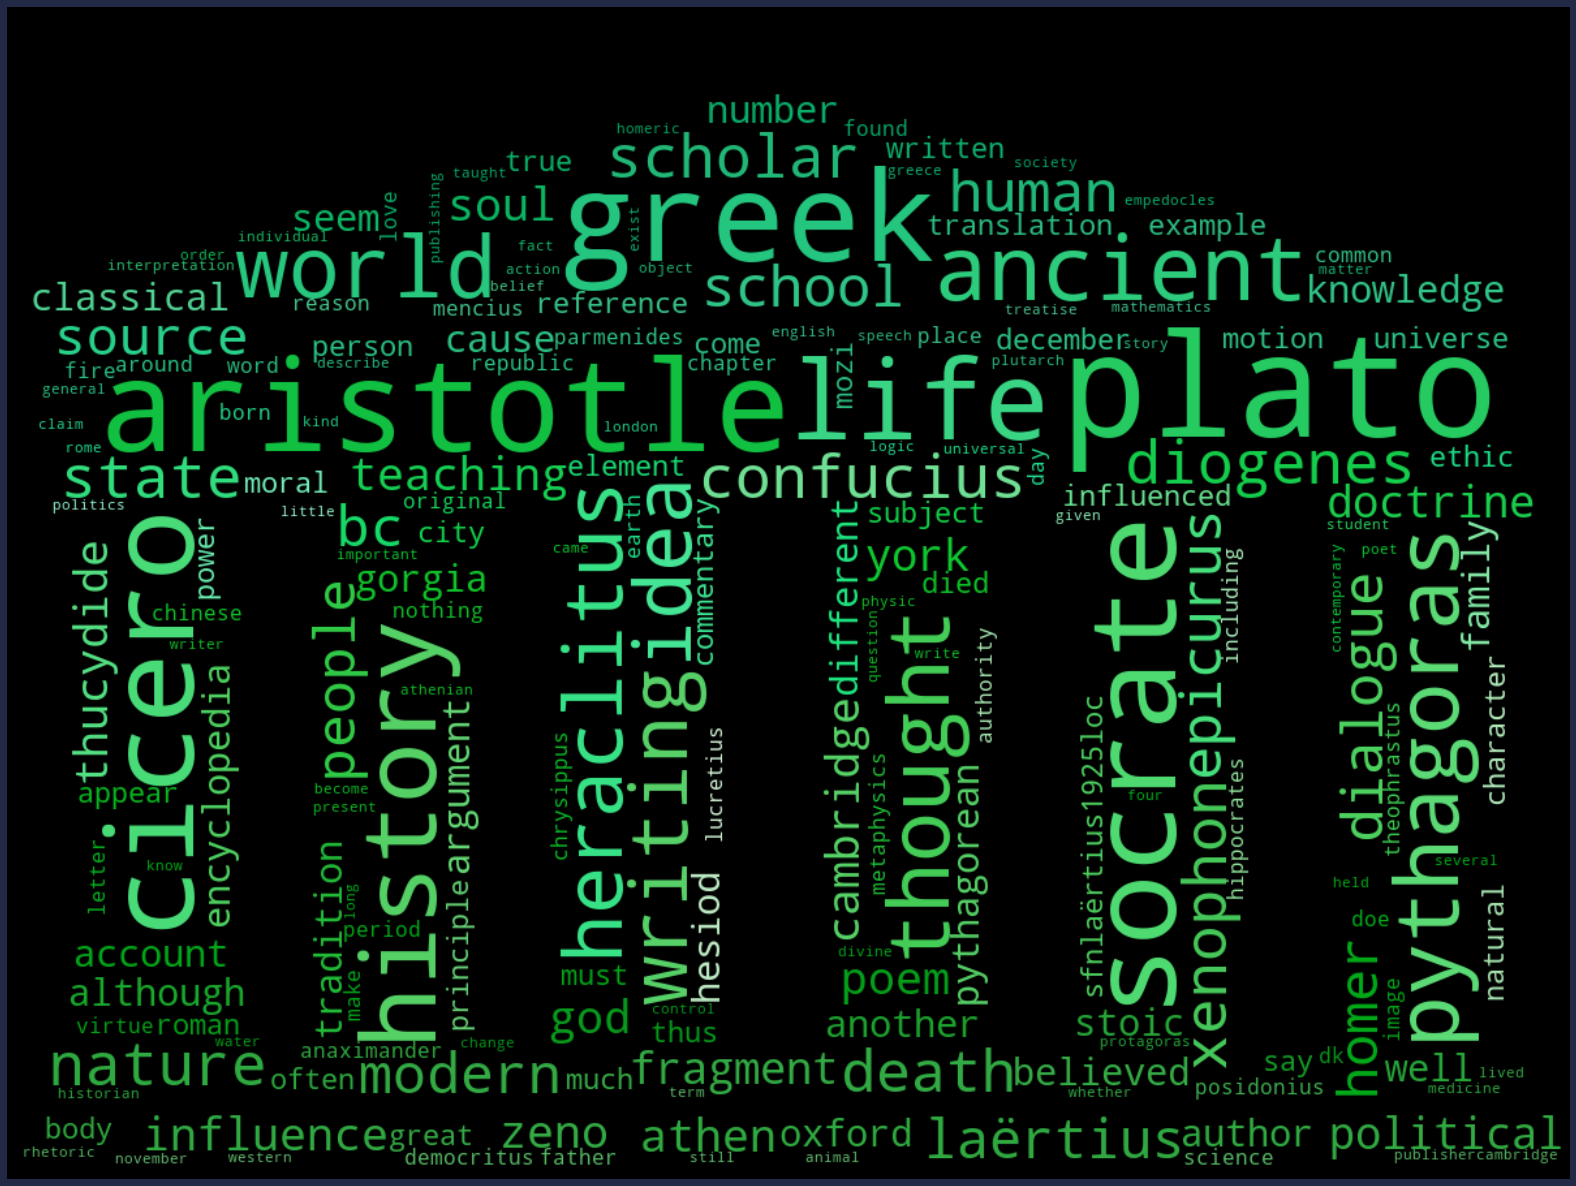 number
homeric
found
scholar
written
true
society
taught
greece
greek
human
empedocles
publishing
love
soul
seem
exist
translation
example
individual
world
fact
ancient
order
common
interpretation
action
object
matter
school
belief
classical
reason
mencius
reference
knowledge
treatise
mathematics
source
person
cause
parmenides
english
come
speech
place
december
story
motion
universe
fire
around
word
describe
republic
chapter
mozi
plutarch
general
aristotle
life
plato
born
kind
claim
london
rome
logic
universal
state
moral
teaching
element
confucius
day
diogenes
ethic
politics
little
original
influenced
doctrine
given
bc
city
earth
idea
commentary
subject
student
power
cicero
thucydide
important
came
york
poet
family
gorgia
died
physic
contemporary
chinese
people
nothing
heraclitus
different
socrate
epicurus
including
dialogue
pythagoras
writer
history
question
write
thought
authority
encyclopedia
athenian
argument
writing
character
theophrastus
appear
become
present
chrysippus
lucretius
cambridge
metaphysics
four
1925loc
hippocrates
letter
know
tradition
long
principle
hesiod
pythagorean
sfnlaërtius
xenophon
several
held
natural
period
doe
account
divine
must
although
make
poem
homer
image
virtue
roman
god
control
thus
another
stoic
protagoras
water
anaximander
change
nature
often
modern
much
fragment
death
believed
say
dk
well
lived
historian
term
whether
posidonius
medicine
body
influence
great
zeno
athen
oxford
laërtius
author
political
rhetoric
november
western
democritus
father
still
animal
science
publishercambridge